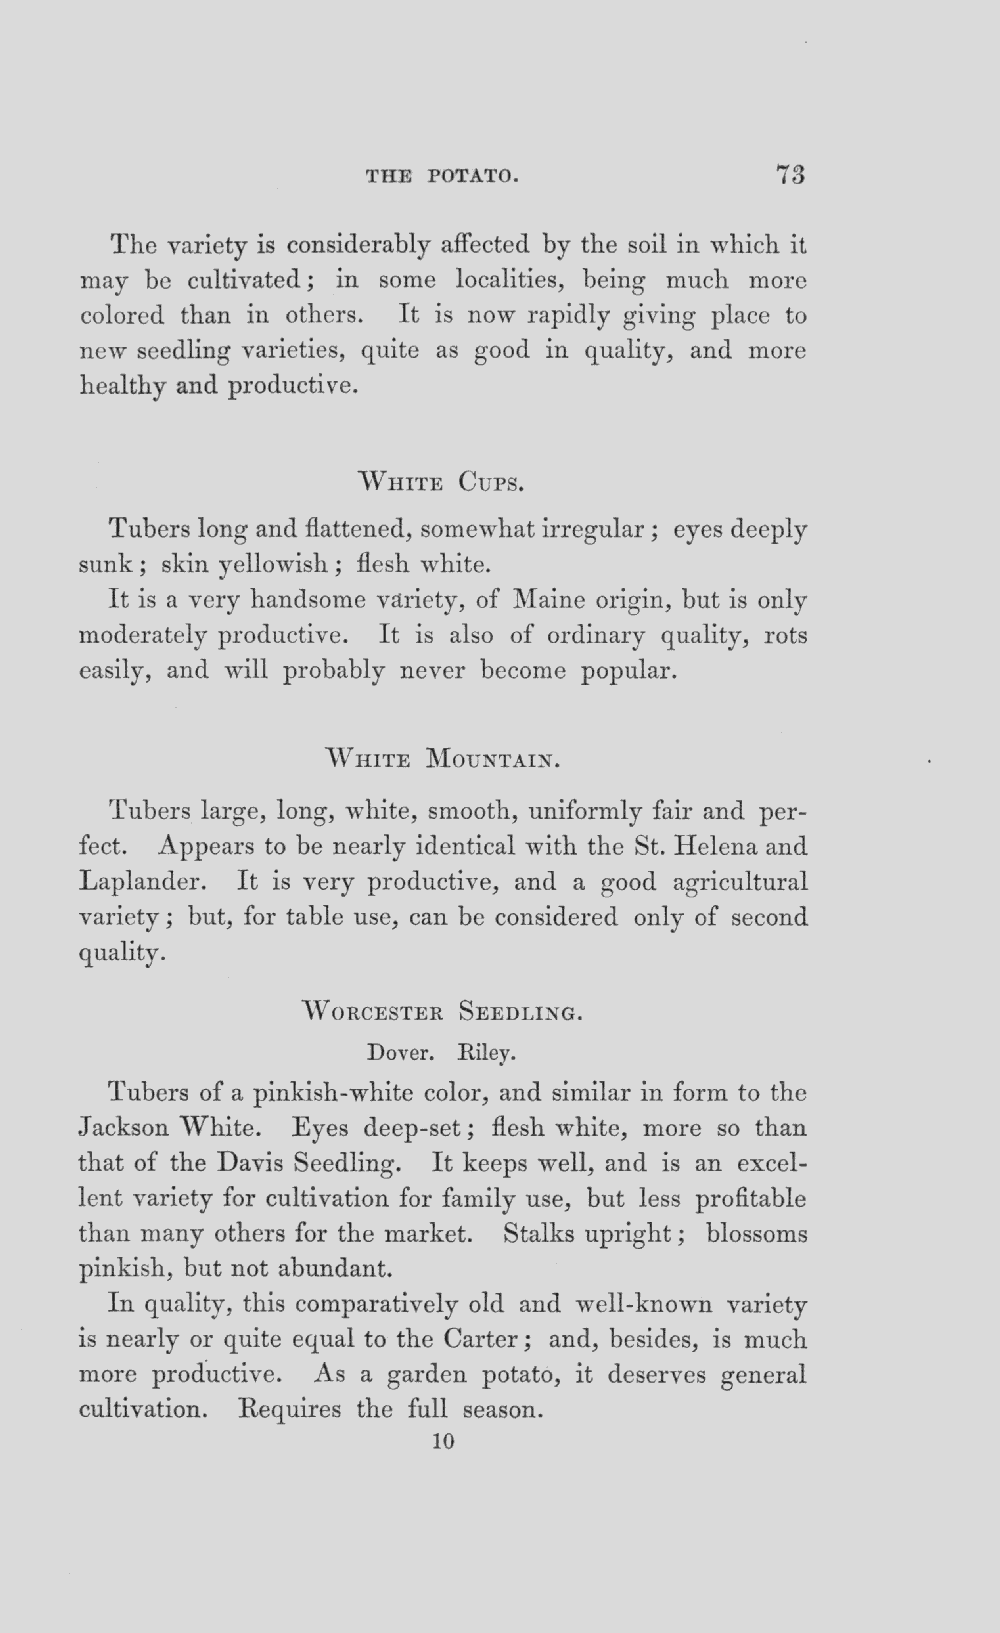 THE POTATO. 73
The variety is considerably affected by the soil in which it
may be cultivated; in some localities, being much more
colored than in others. It is now rapidly giving place to
new seedling varieties, quite as good in quality, and more
healthy and productive.
White Cups.
Tubers long and flattened, somewhat irregular; eyes deeply
sunk; skin yellowish; flesh white.
It is a very handsome variety, of Maine origin, but is only
moderately productive. It is also of ordinary quality, rots
easily, and will probably never become popular.
White Mountain.
Tubers large, long, white, smooth, uniformly fair and per-
fect. Appears to be nearly identical with the St. Helena and
Laplander. It is very productive, and a good agricultural
variety; but, for table use, can be considered only of second
quality.
Worcester Seedling.
Dover. Riley.
Tubers of a pinkish-white color, and similar in form to the
Jackson White. Eyes deep-set; flesh white, more so than
that of the Davis Seedling. It keeps well, and is an excel-
lent variety for cultivation for family use, but less profitable
than many others for the market. Stalks upright; blossoms
pinkish, but not abundant.
In quality, this comparatively old and well-known variety
is nearly or quite equal to the Carter; and, besides, is much
more productive. As a garden potato, it deserves general
cultivation. Requires the full season.
10